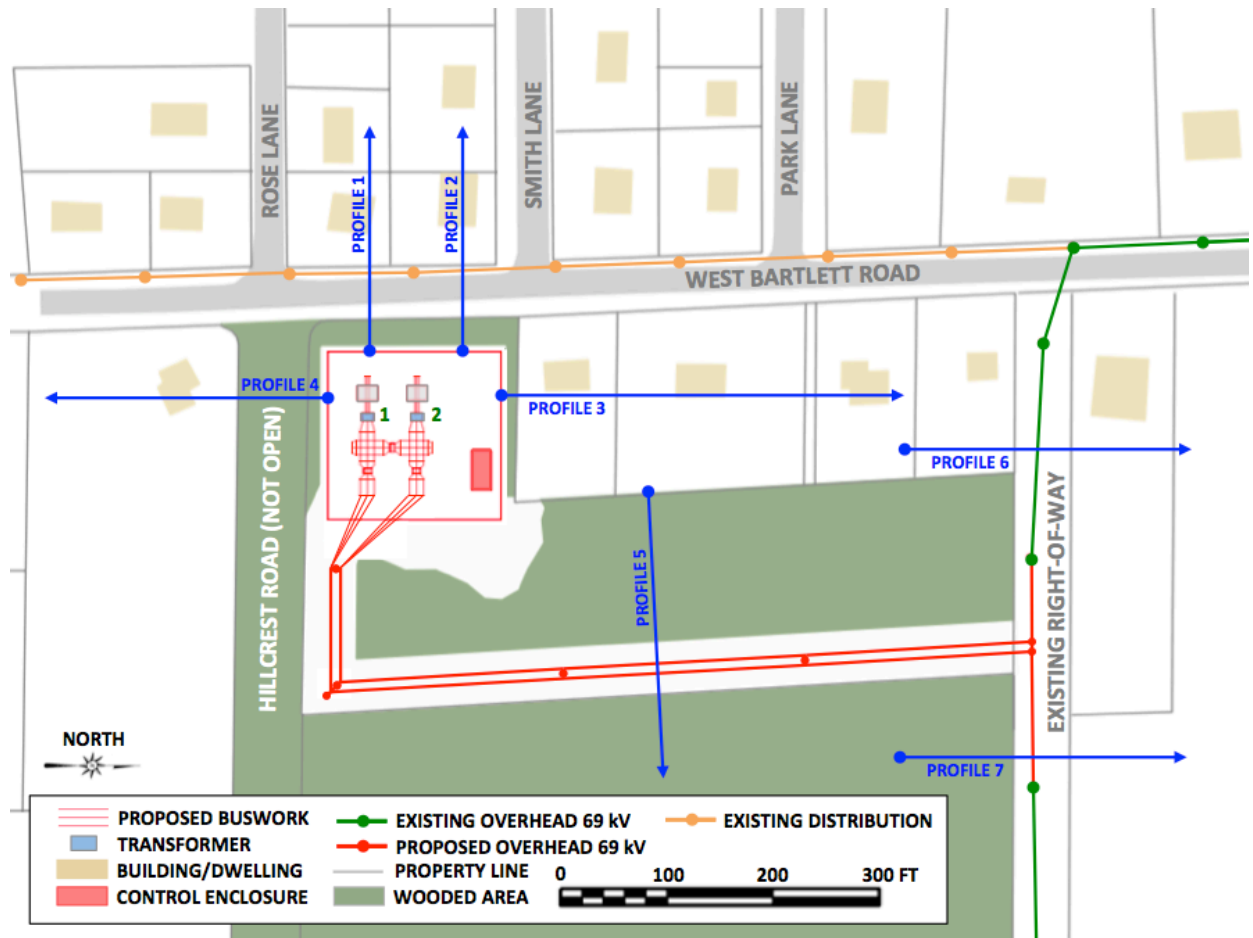 ROSE LANE
SMITH LANE
PARK LANE
PROFILE 1
PROFILE 2
WEST BARTLETT ROAD
PROFILE 4
PROFILE 3
1
2
PROFILE 6
HILLCREST ROAD (NOT OPEN)
PROFILE 5
EXISTING RIGHT-OF-WAY
NORTH
PROFILE 7
PROPOSED BUSWORK
TRANSFORMER
BUILDING/DWELLING
CONTROL ENCLOSURE
EXISTING OVERHEAD 69 kV
PROPOSED OVERHEAD 69 kV
PROPERTY LINE
WOODED AREA
EXISTING DISTRIBUTION
0 100 200 300 FT